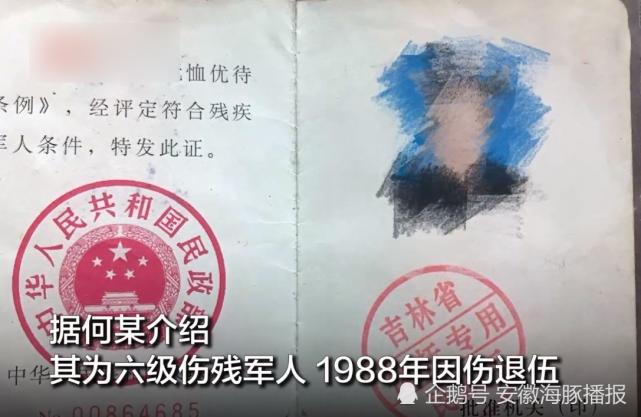 恤优待
条例》，经评定符合残疾
军人条件，特发此证。
中华人民共和国民政部
吉林省
专用
据何某介绍
其为六级伤残军人 1988年因伤退伍
中华
00864685
批准机关 印
企鹅号 安徽海豚播报